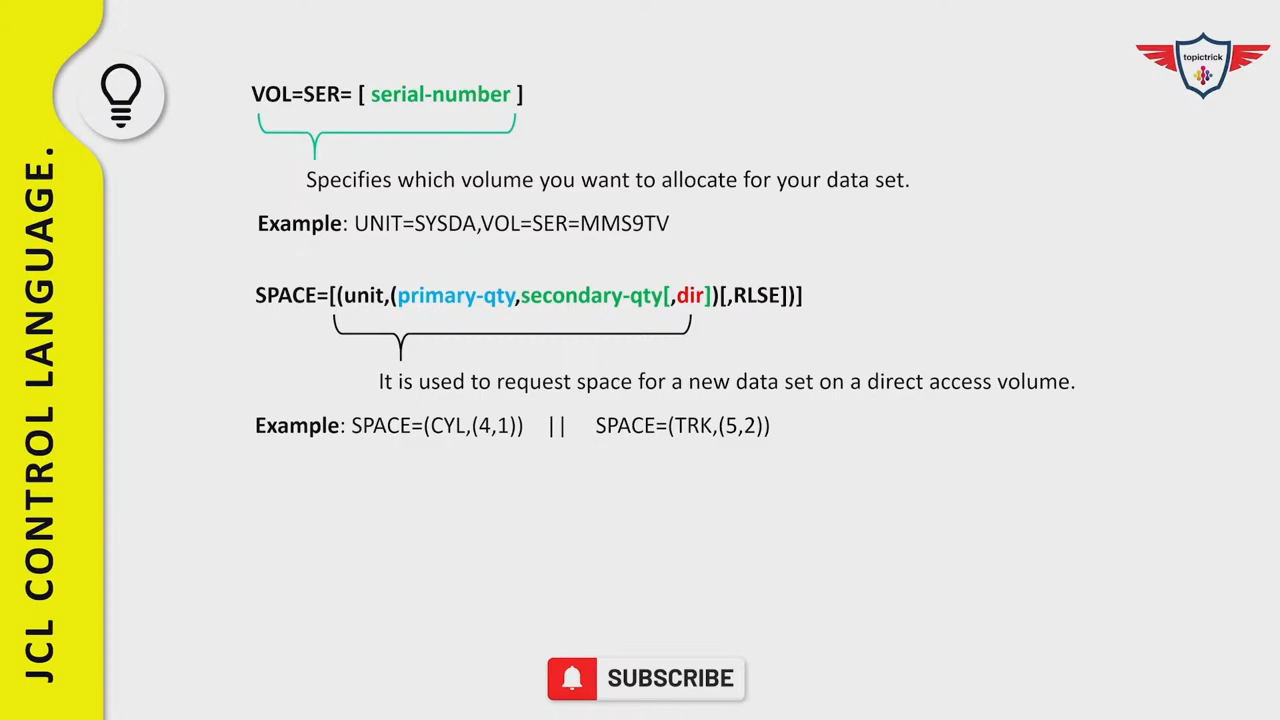 JCL CONTROL LANGUAGE.
topictrick
VOL=SER= [ serial-number ]
Specifies which volume you want to allocate for your data set.
Example: UNIT=SYSDA,VOL=SER=MMS9TV
SPACE=[(unit,(primary-qty,secondary-qty[,dir])[,RLSE])]
It is used to request space for a new data set on a direct access volume.
Example: SPACE=(CYL,(4,1)) || SPACE=(TRK,(5,2))
SUBSCRIBE